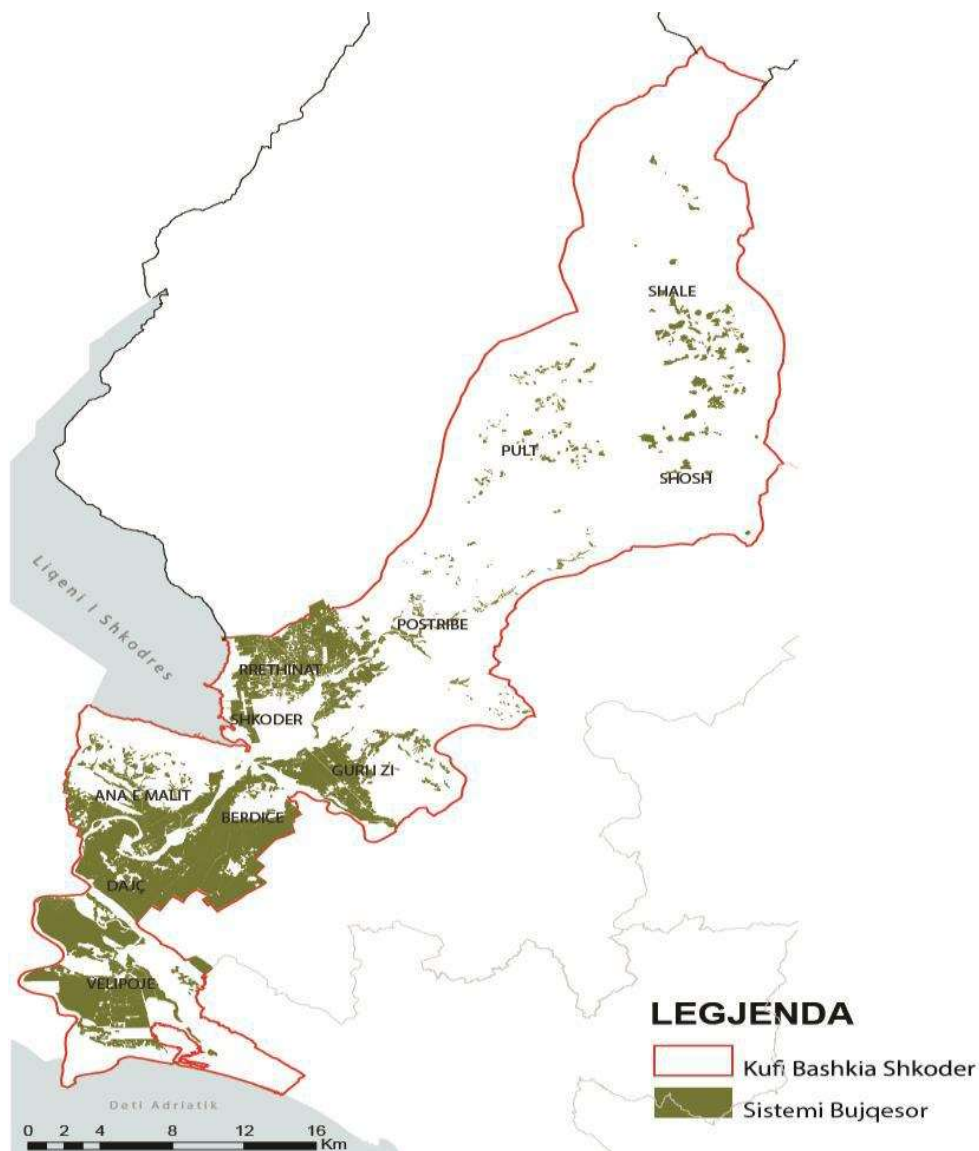 SHALE
PULT
SHOSH
Liqeni i Shkodres
POSTRIBE
RRETHINAT
SHKODER
GURI I ZI
ANA E MALIT
BERDICE
DAJÇ
VELIPOJE
LEGJENDA
Kufi Bashkia Shkoder
Sistemi Bujqesor
Deti Adriatik
0 2 4 8 12 16
Km